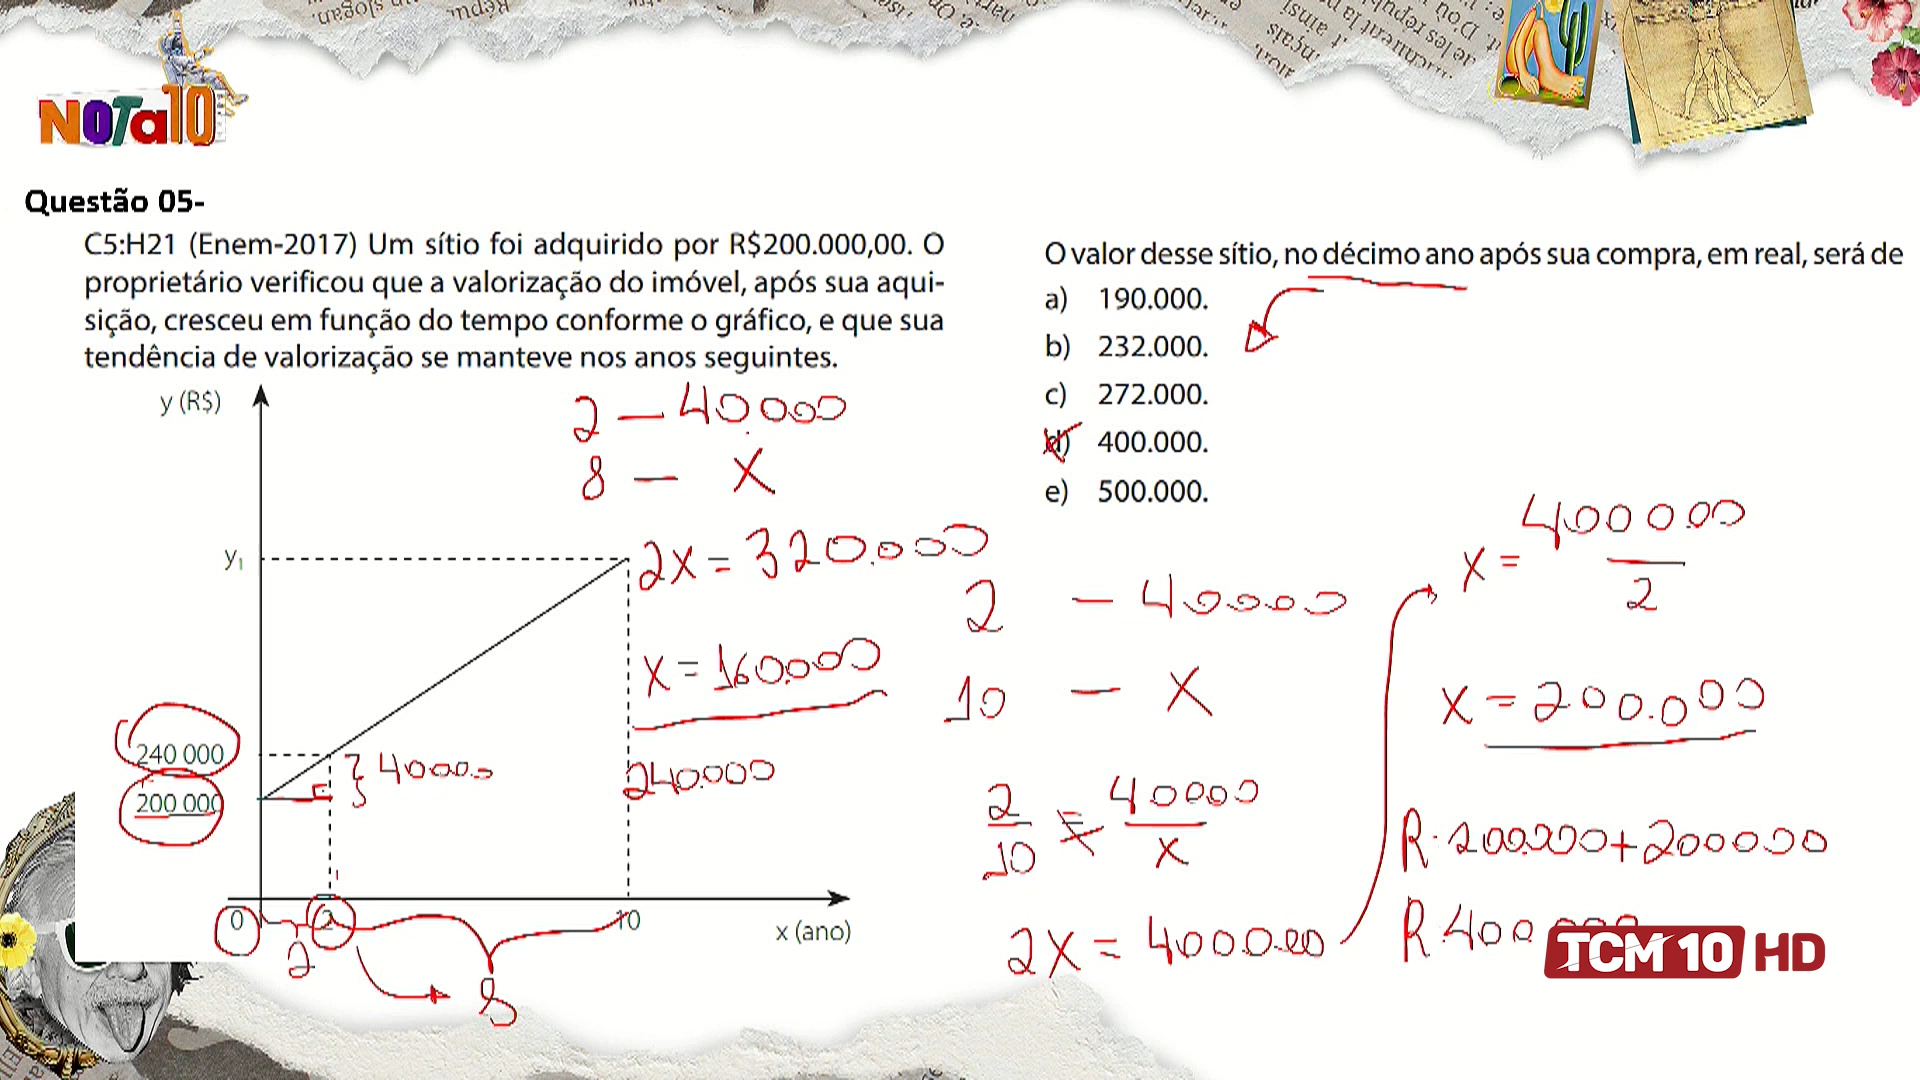 NOTa10
Questão 05-
C5:H21 (Enem-2017) Um sítio foi adquirido por R$200.000,00. O
proprietário verificou que a valorização do imóvel, após sua aqui-
sição, cresceu em função do tempo conforme o gráfico, e que sua
tendência de valorização se manteve nos anos seguintes.
y (R$)
y₁
240 000
200 000
0
2
10
x (ano)
2
8
} 40000
2 — 40.000
8 — X
2x = 320.000
x = 160.000
240.000
O valor desse sítio, no décimo ano após sua compra, em real, será de
a) 190.000.
b) 232.000.
c) 272.000.
d) 400.000.
e) 500.000.
2 — 40000
10 — X
2/10 = 40000/x
2X = 400.000
x = 400000/2
x = 200.000
R. 200.000+200000
TCM 10 HD